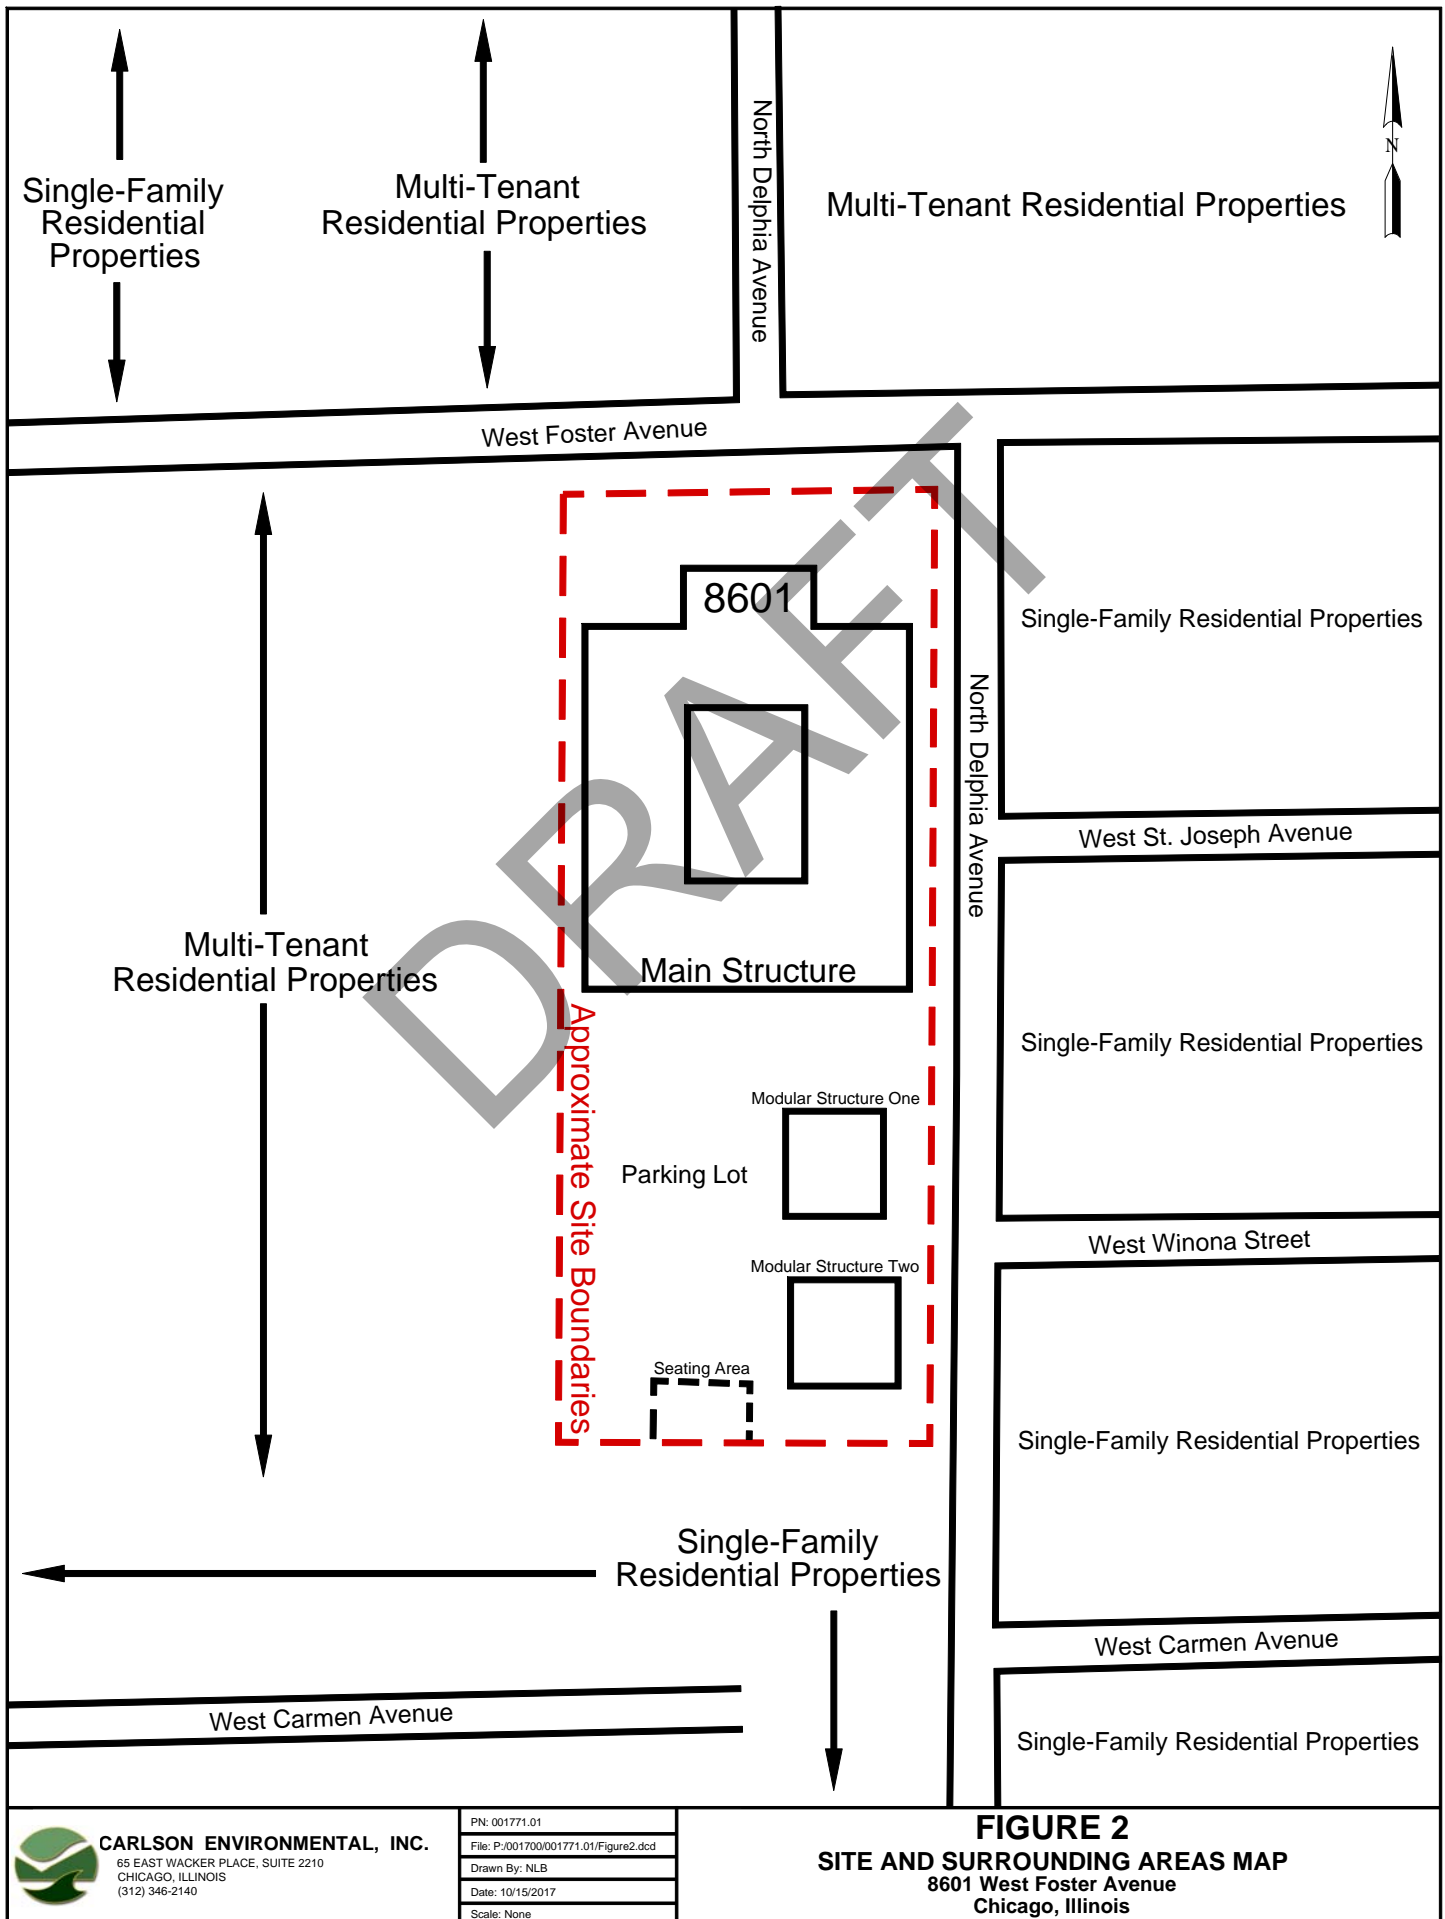 Single-Family
Residential
Properties
Multi-Tenant
Residential Properties
North Delphia Avenue
Multi-Tenant Residential Properties
N
West Foster Avenue
8601
Single-Family Residential Properties
North Delphia Avenue
West St. Joseph Avenue
Multi-Tenant
Residential Properties
Main Structure
DRAFT
Approximate Site Boundaries
Single-Family Residential Properties
Modular Structure One
Parking Lot
West Winona Street
Modular Structure Two
Seating Area
Single-Family Residential Properties
Single-Family
Residential Properties
West Carmen Avenue
West Carmen Avenue
Single-Family Residential Properties
CARLSON ENVIRONMENTAL, INC.
65 EAST WACKER PLACE, SUITE 2210
CHICAGO, ILLINOIS
(312) 346-2140
PN: 001771.01
File: P:/001700/001771.01/Figure2.dcd
Drawn By: NLB
Date: 10/15/2017
Scale: None
FIGURE 2
SITE AND SURROUNDING AREAS MAP
8601 West Foster Avenue
Chicago, Illinois